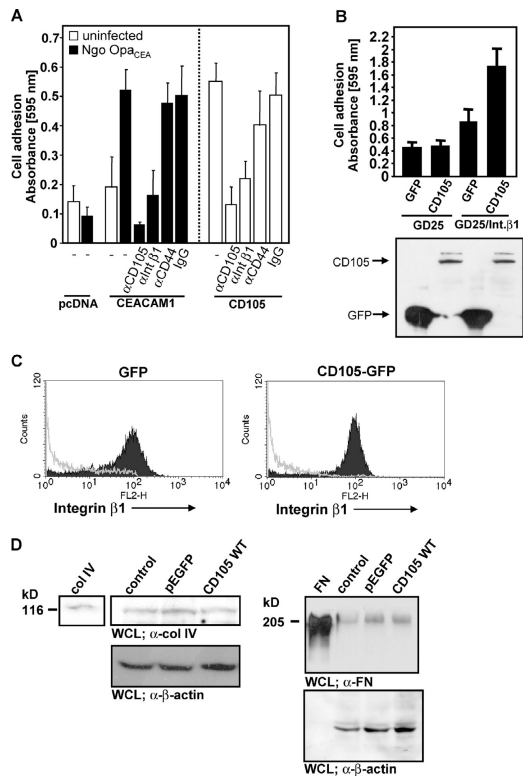 A
uninfected
Ngo OpaCEA
Cell adhesion
Absorbance [595 nm]
0.7
0.6
0.5
0.4
0.3
0.2
0.1
0
- - - - αCD105 αInt β1 αCD44 IgG - αCD105 αInt β1 αCD44 IgG
pcDNA CEACAM1 CD105
B
Cell adhesion
Absorbance [595 nm]
2.4
2
1.8
1.6
1.2
0.8
0.6
0.4
0.2
GFP CD105 GFP CD105
GD25 GD25/Int.β1
CD105
GFP
C
GFP
CD105-GFP
120
Counts
0
10⁰ 10¹ 10² 10³ 10⁴
FL2-H
Integrin β1
120
Counts
0
10⁰ 10¹ 10² 10³ 10⁴
FL2-H
Integrin β1
D
kD
116
col IV
control pEGFP CD105 WT
WCL; α-col IV
WCL; α-β-actin
kD
205
FN control pEGFP CD105 WT
WCL; α-FN
WCL; α-β-actin